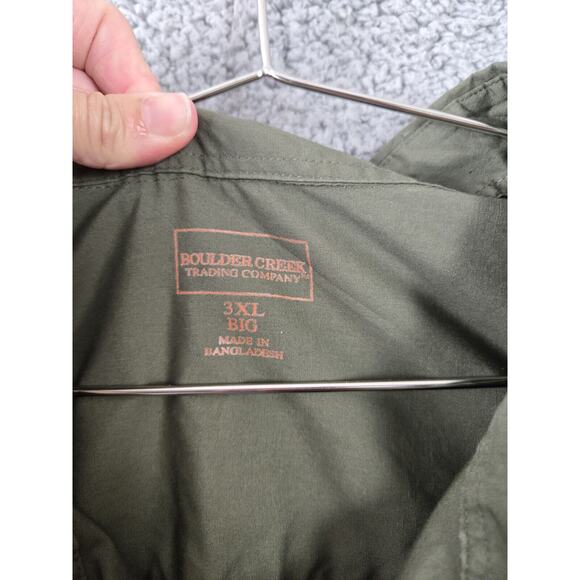 BOULDER CREEK
TRADING COMPANY
3XL
BIG
MADE IN
BANGLADESH